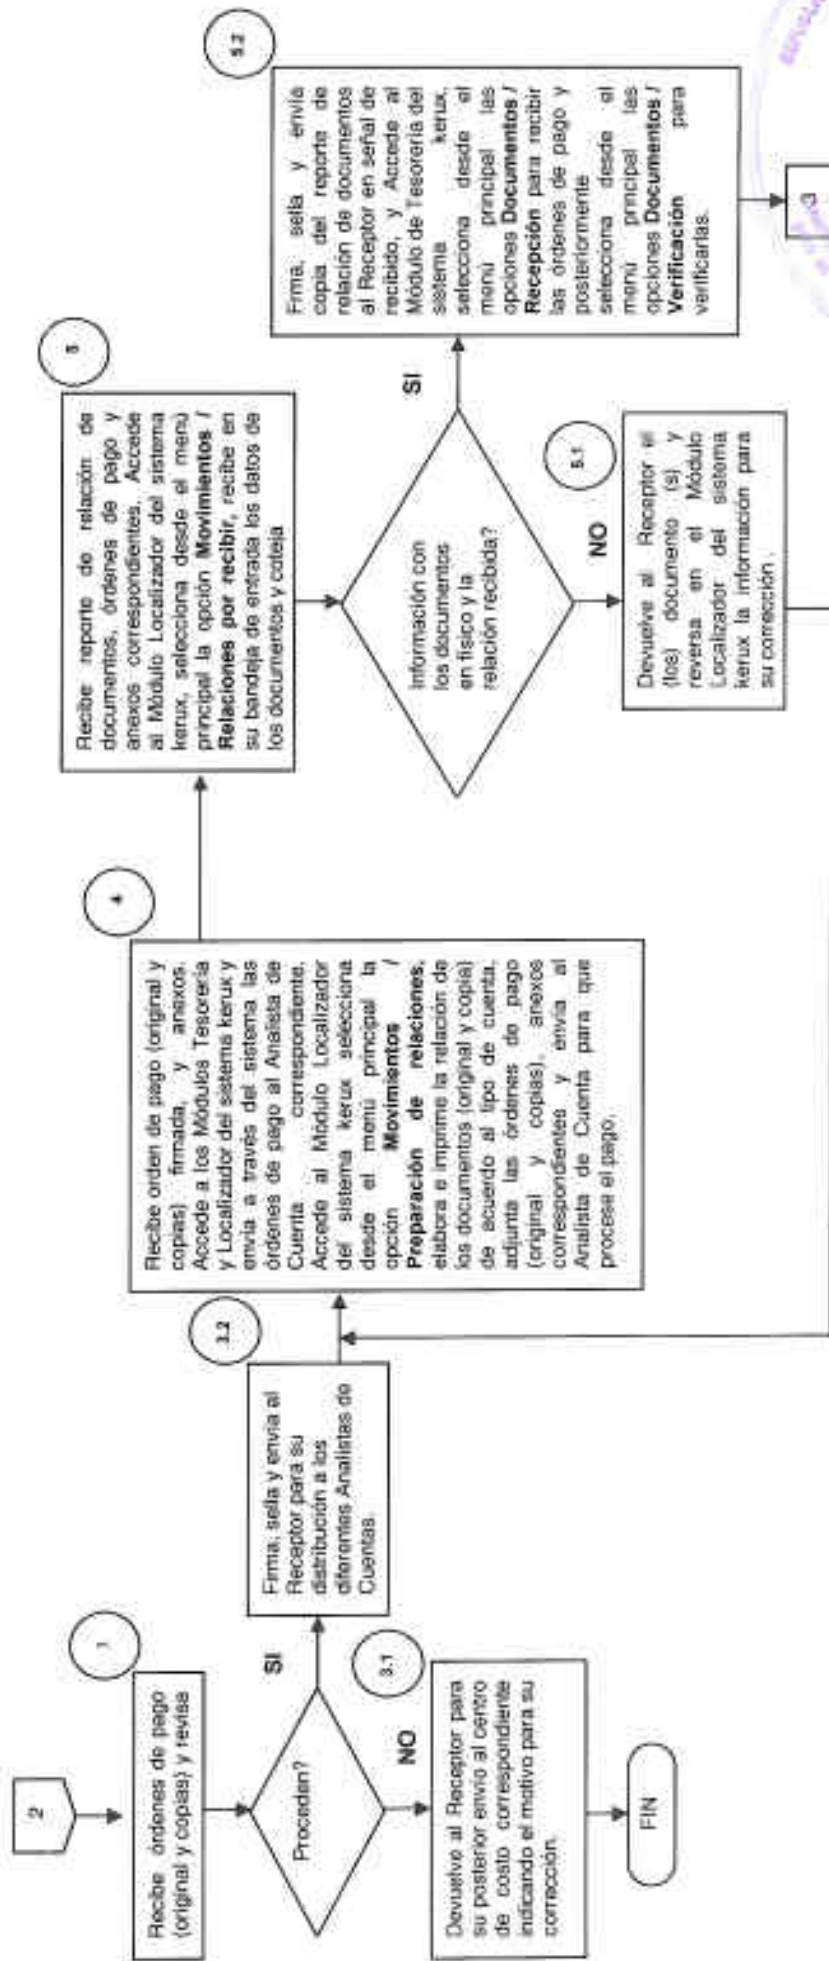 2
1
Recibe órdenes de pago
(original y copias) y revisa
Proceden?
SI
NO
3.1
Devuelve al Receptor para
su posterior envío al centro
de costo correspondiente
indicando el motivo para su
corrección.
FIN
3.2
Firma, sella y envía al
Receptor para su
distribución a los
diferentes Analistas de
Cuentas.
4
Recibe orden de pago (original y
copias) firmada, y anexos.
Accede a los Módulos Tesorería
y Localizador del sistema kerux y
envía a través del sistema las
órdenes de pago al Analista de
Cuenta correspondiente.
Accede al Módulo Localizador
del sistema kerux selecciona
desde el menú principal la
opción Movimientos /
Preparación de relaciones,
elabora e imprime la relación de
los documentos (original y copia)
de acuerdo al tipo de cuenta,
adjunta las órdenes de pago
(original y copias), anexos
correspondientes y envía al
Analista de Cuenta para que
procese el pago.
5
Recibe reporte de relación de
documentos, órdenes de pago y
anexos correspondientes. Accede
al Módulo Localizador del sistema
kerux, selecciona desde el menú
principal la opción Movimientos /
Relaciones por recibir, recibe en
su bandeja de entrada los datos de
los documentos y coteja
Información con
los documentos
en físico y la
relación recibida?
SI
NO
5.1
Devuelve al Receptor el
(los) documento (s) y
reversa en el Módulo
Localizador del sistema
kerux la información para
su corrección .
5.2
Firma, sella y envía
copia del reporte de
relación de documentos
al Receptor en señal de
recibido, y Accede al
Módulo de Tesorería del
sistema kerux,
selecciona desde el
menú principal las
opciones Documentos /
Recepción para recibir
las órdenes de pago y
posteriormente
selecciona desde el
menú principal las
opciones Documentos /
Verificación para
verificarlas.
3